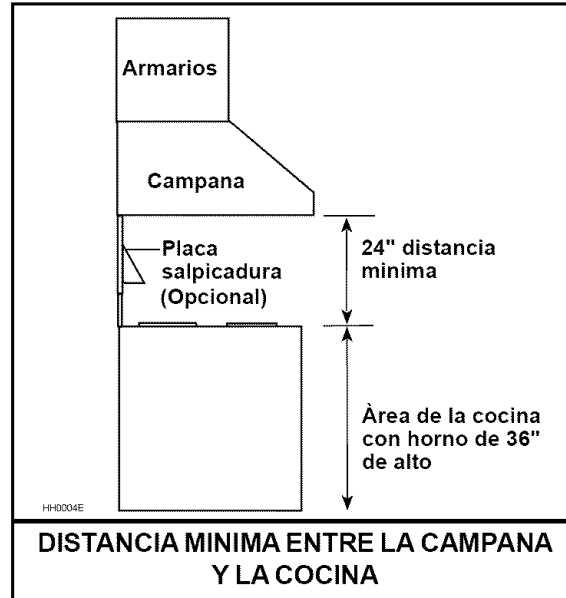 Armarios
Campana
Placa
salpicadura
(Opcional)
24" distancia
minima
Àrea de la cocina
con horno de 36"
de alto
HH0004E
DISTANCIA MINIMA ENTRE LA CAMPANA
Y LA COCINA